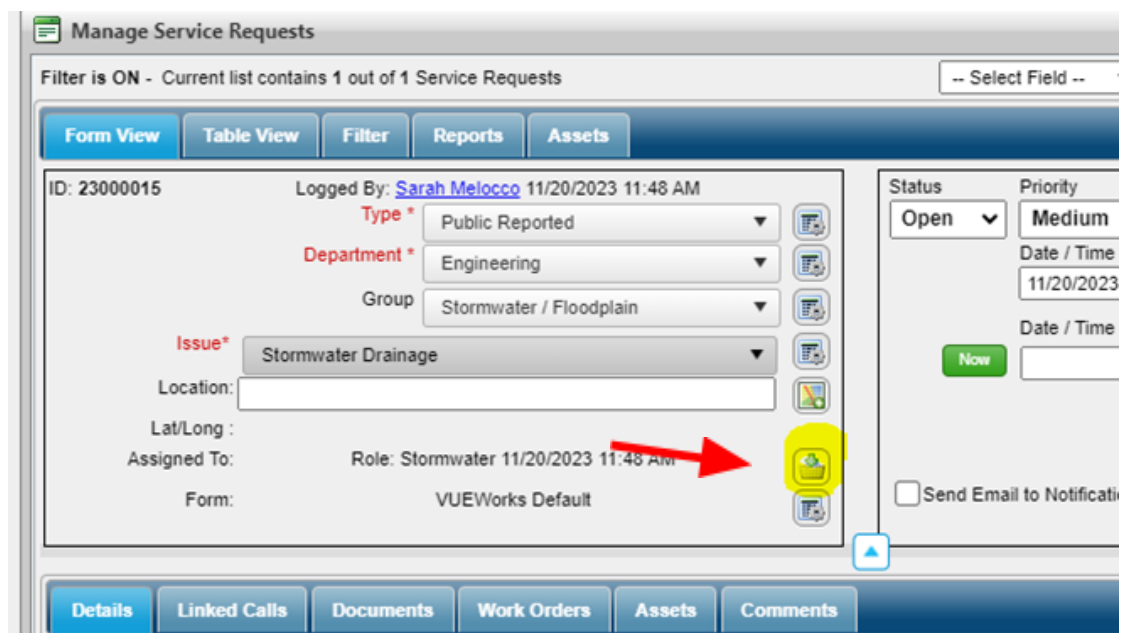 Manage Service Requests
Filter is ON - Current list contains 1 out of 1 Service Requests
-- Select Field --
Form View Table View Filter Reports Assets
ID: 23000015 Logged By: Sarah Melocco 11/20/2023 11:48 AM
Type * Public Reported
Department * Engineering
Group Stormwater / Floodplain
Issue* Stormwater Drainage
Location:
Lat/Long :
Assigned To: Role: Stormwater 11/20/2023 11:48 AM
Form: VUEWorks Default
Status Priority
Open Medium
Date / Time
11/20/2023
Date / Time
Now
Send Email to Notificati
Details Linked Calls Documents Work Orders Assets Comments